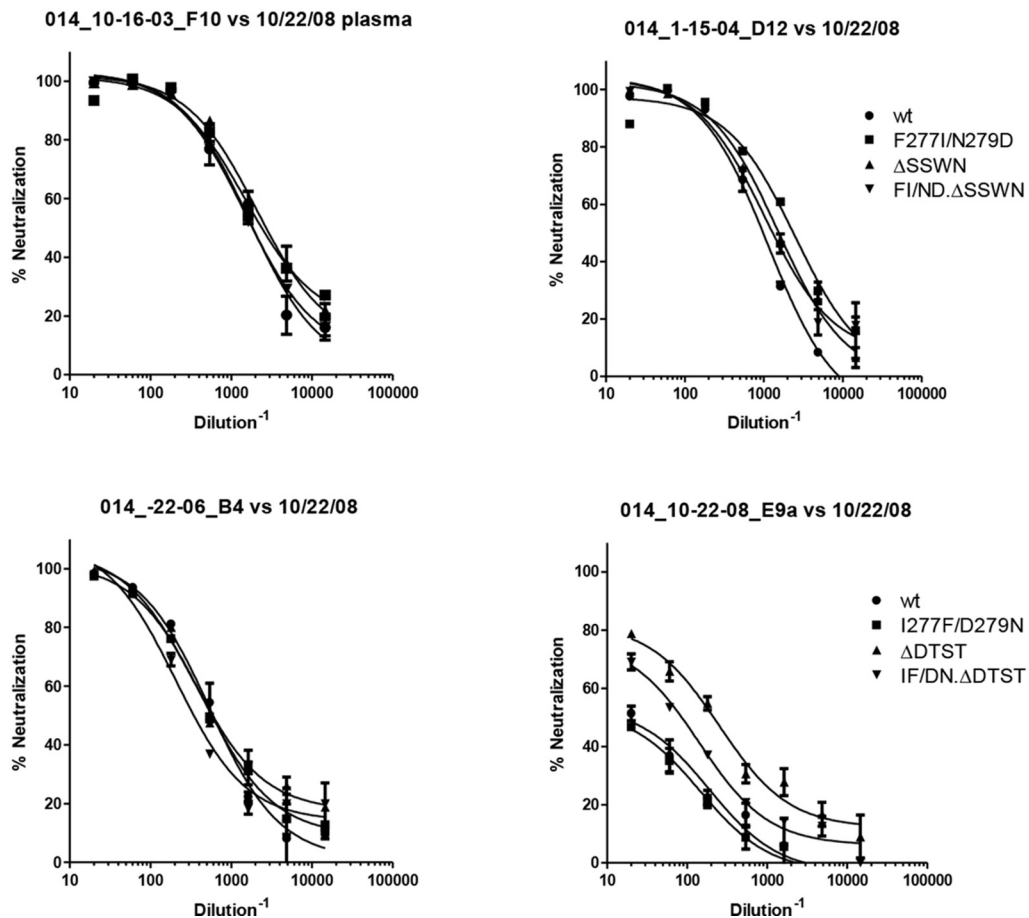 014_10-16-03_F10 vs 10/22/08 plasma
% Neutralization
100
80
60
40
20
0
10
100
1000
10000
100000
Dilution-1
014_1-15-04_D12 vs 10/22/08
% Neutralization
100
80
60
40
20
0
10
100
1000
10000
100000
Dilution-1
wt
F277I/N279D
ΔSSWN
FI/ND.ΔSSWN
014_-22-06_B4 vs 10/22/08
% Neutralization
100
80
60
40
20
0
10
100
1000
10000
100000
Dilution-1
014_10-22-08_E9a vs 10/22/08
% Neutralization
100
80
60
40
20
0
10
100
1000
10000
100000
Dilution-1
wt
I277F/D279N
ΔDTST
IF/DN.ΔDTST